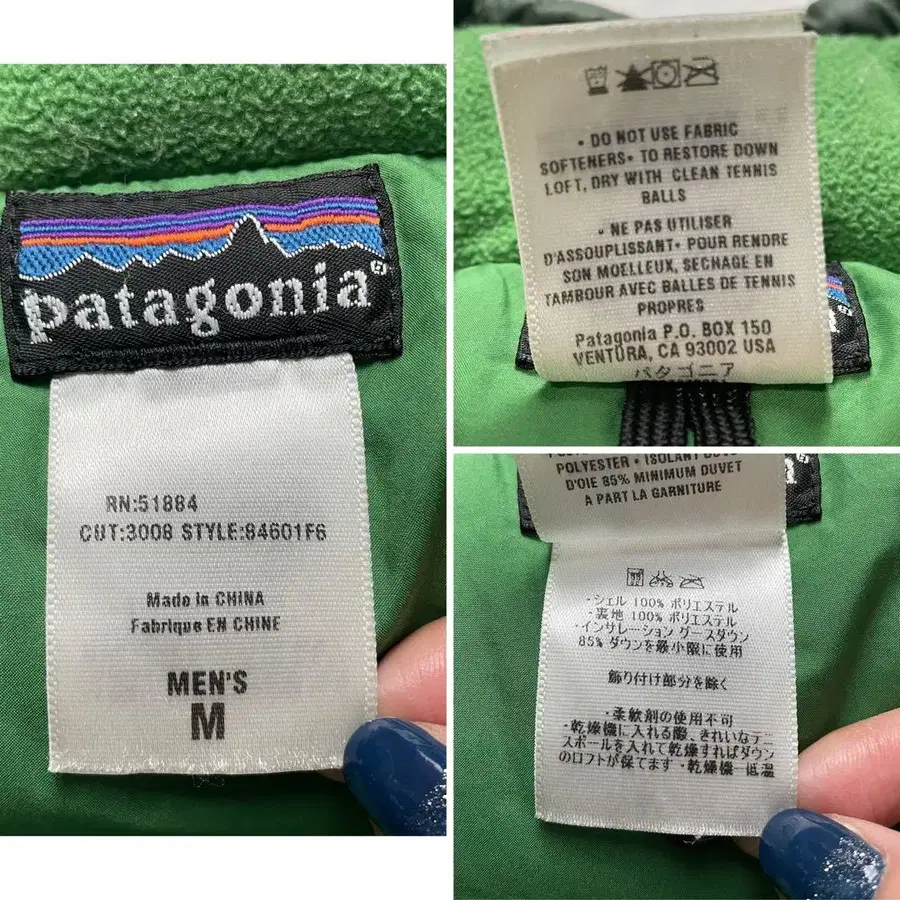 patagonia
RN:51884
CUT:3008 STYLE:84601F6
Made in CHINA
Fabriqué EN CHINE
MEN'S
M
• DO NOT USE FABRIC
SOFTENERS• TO RESTORE DOWN
LOFT, DRY WITH CLEAN TENNIS
BALLS
• NE PAS UTILISER
D'ASSOUPLISSANT• POUR RENDRE
SON MOELLEUX, SECHAGE EN
TAMBOUR AVEC BALLES DE TENNIS
PROPRES
Patagonia P.O. BOX 150
VENTURA, CA 93002 USA
パタゴニア
POLYESTER • ISOLANT
D'OIE 85% MINIMUM DUVET
A PART LA GARNITURE
・シェル 100% ポリエステル
・裏地 100% ポリエステル
・インサレーション グースダウン
85% ダウンを最小限に使用
飾り付け部分を除く
・柔軟剤の使用不可
・乾燥機に入れる際、きれいなテ
スボールを入れて乾燥すればダウン
のロフトが保てます・乾燥機 低温